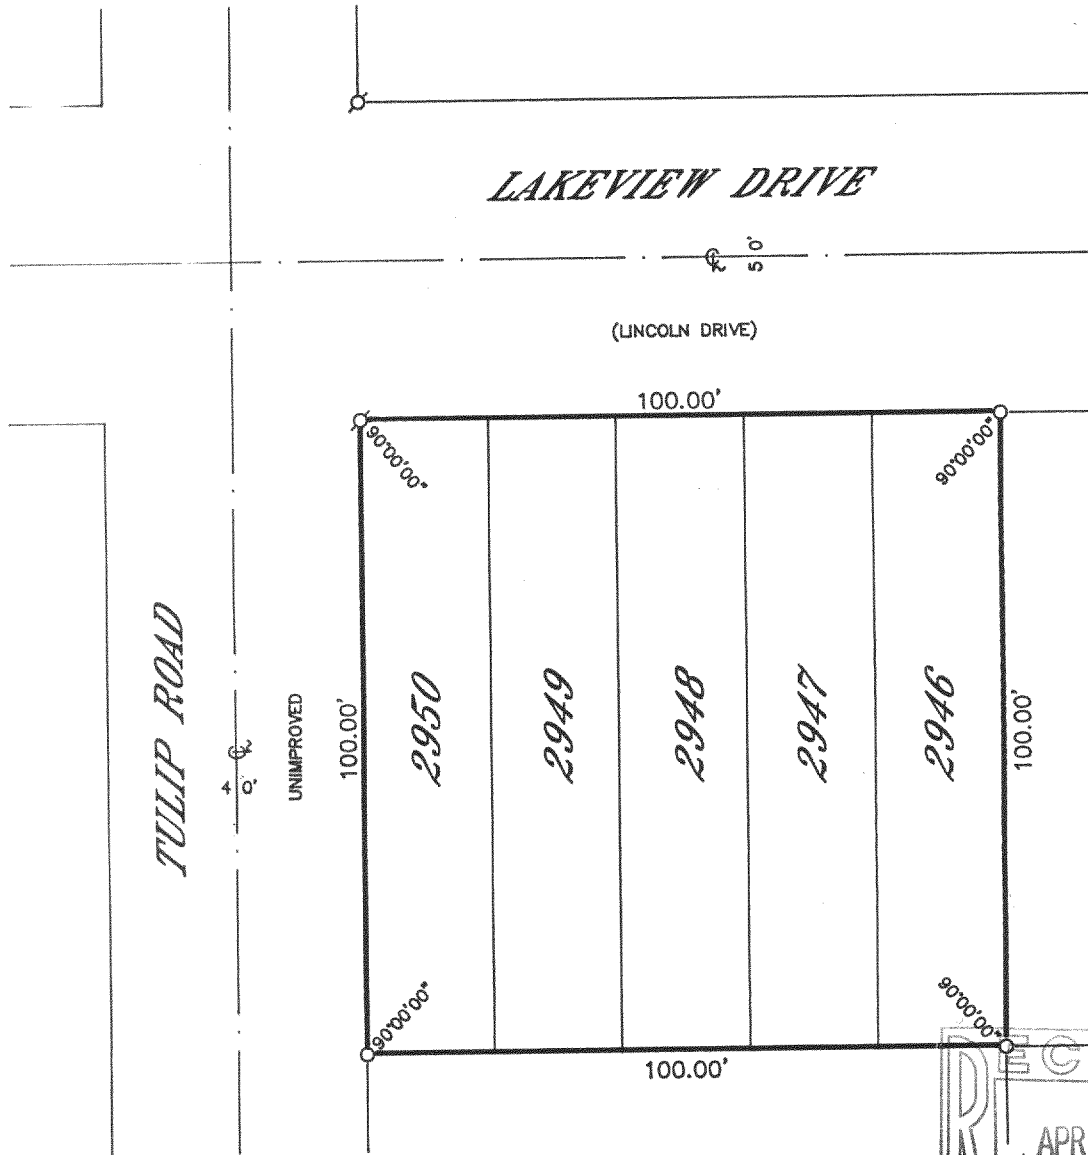 LAKEVIEW DRIVE
50'
(LINCOLN DRIVE)
100.00'
90°00'00"
90°00'00"
TULIP ROAD
40'
UNIMPROVED
100.00'
2950
2949
2948
2947
2946
100.00'
90°00'00"
90°00'00"
100.00'
REC
APR